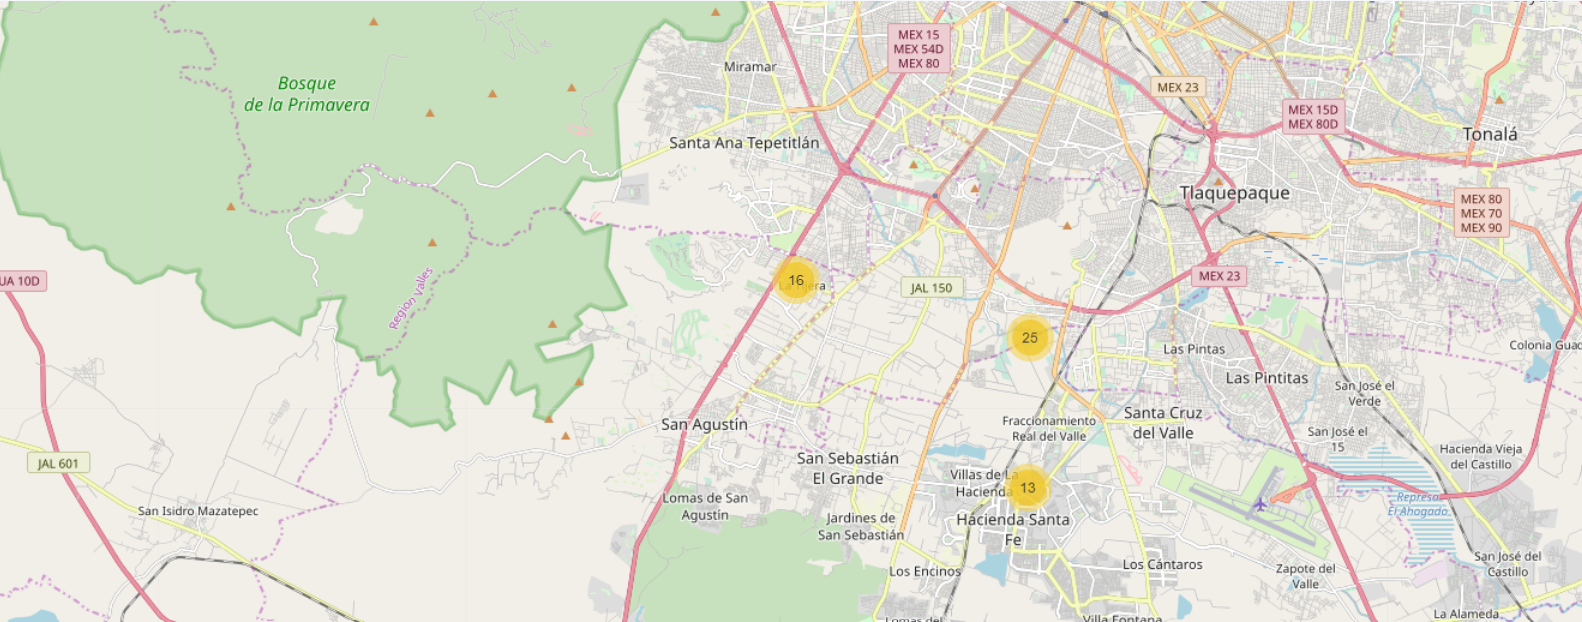 Bosque
de la Primavera
Miramar
MEX 15
MEX 54D
MEX 80
MEX 23
MEX 15D
MEX 80D
Tonalá
Santa Ana Tepetitlán
Tlaquepaque
MEX 80
MEX 70
MEX 90
Región Valles
16
JAL 150
MEX 23
25
Las Pintas
Las Pintitas
Colonia Guad
San José el
Verde
San Agustín
Fraccionamiento
Real del Valle
Santa Cruz
del Valle
San José el
15
Hacienda Vieja
del Castillo
JAL 601
San Sebastián
El Grande
Villas de La
Hacienda
13
Represa
El Ahogado
San Isidro Mazatepec
Lomas de San
Agustín
Jardines de
San Sebastián
Hacienda Santa
Fe
Los Encinos
Los Cántaros
Zapote del
Valle
San José del
Castillo
La Alameda
Lomas del
Villa Fontana